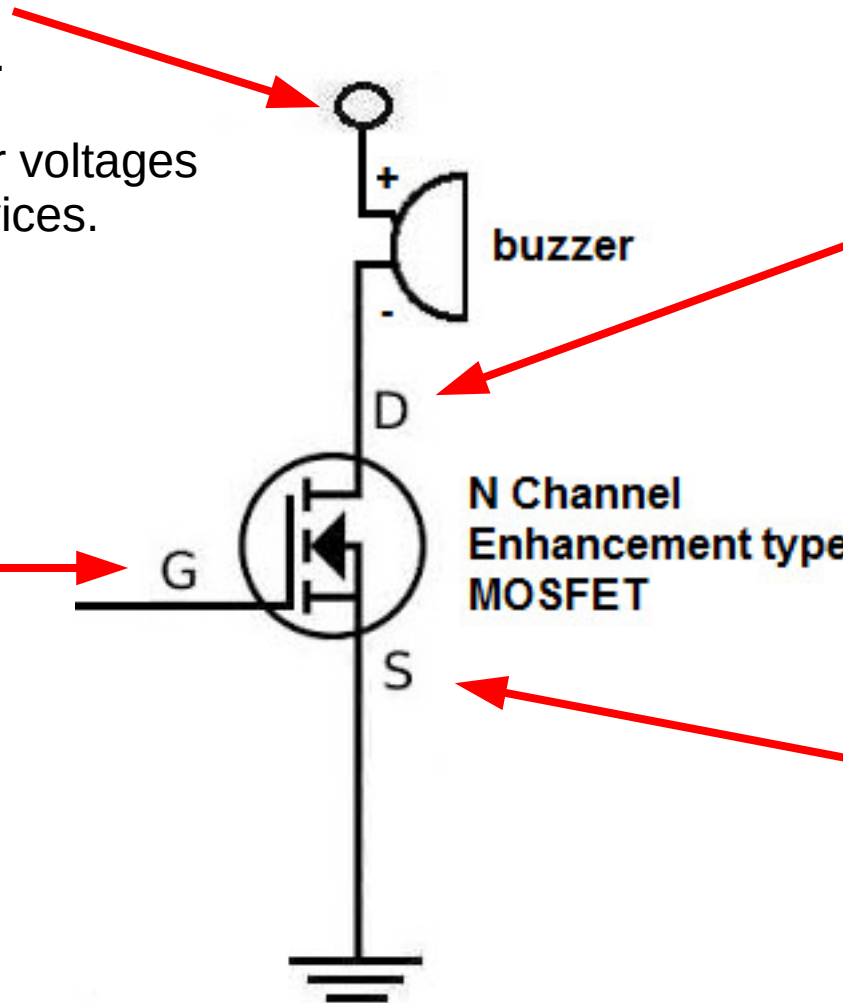 .
r voltages
ices.
+
buzzer
-
D
N Channel
Enhancement type
MOSFET
G
S